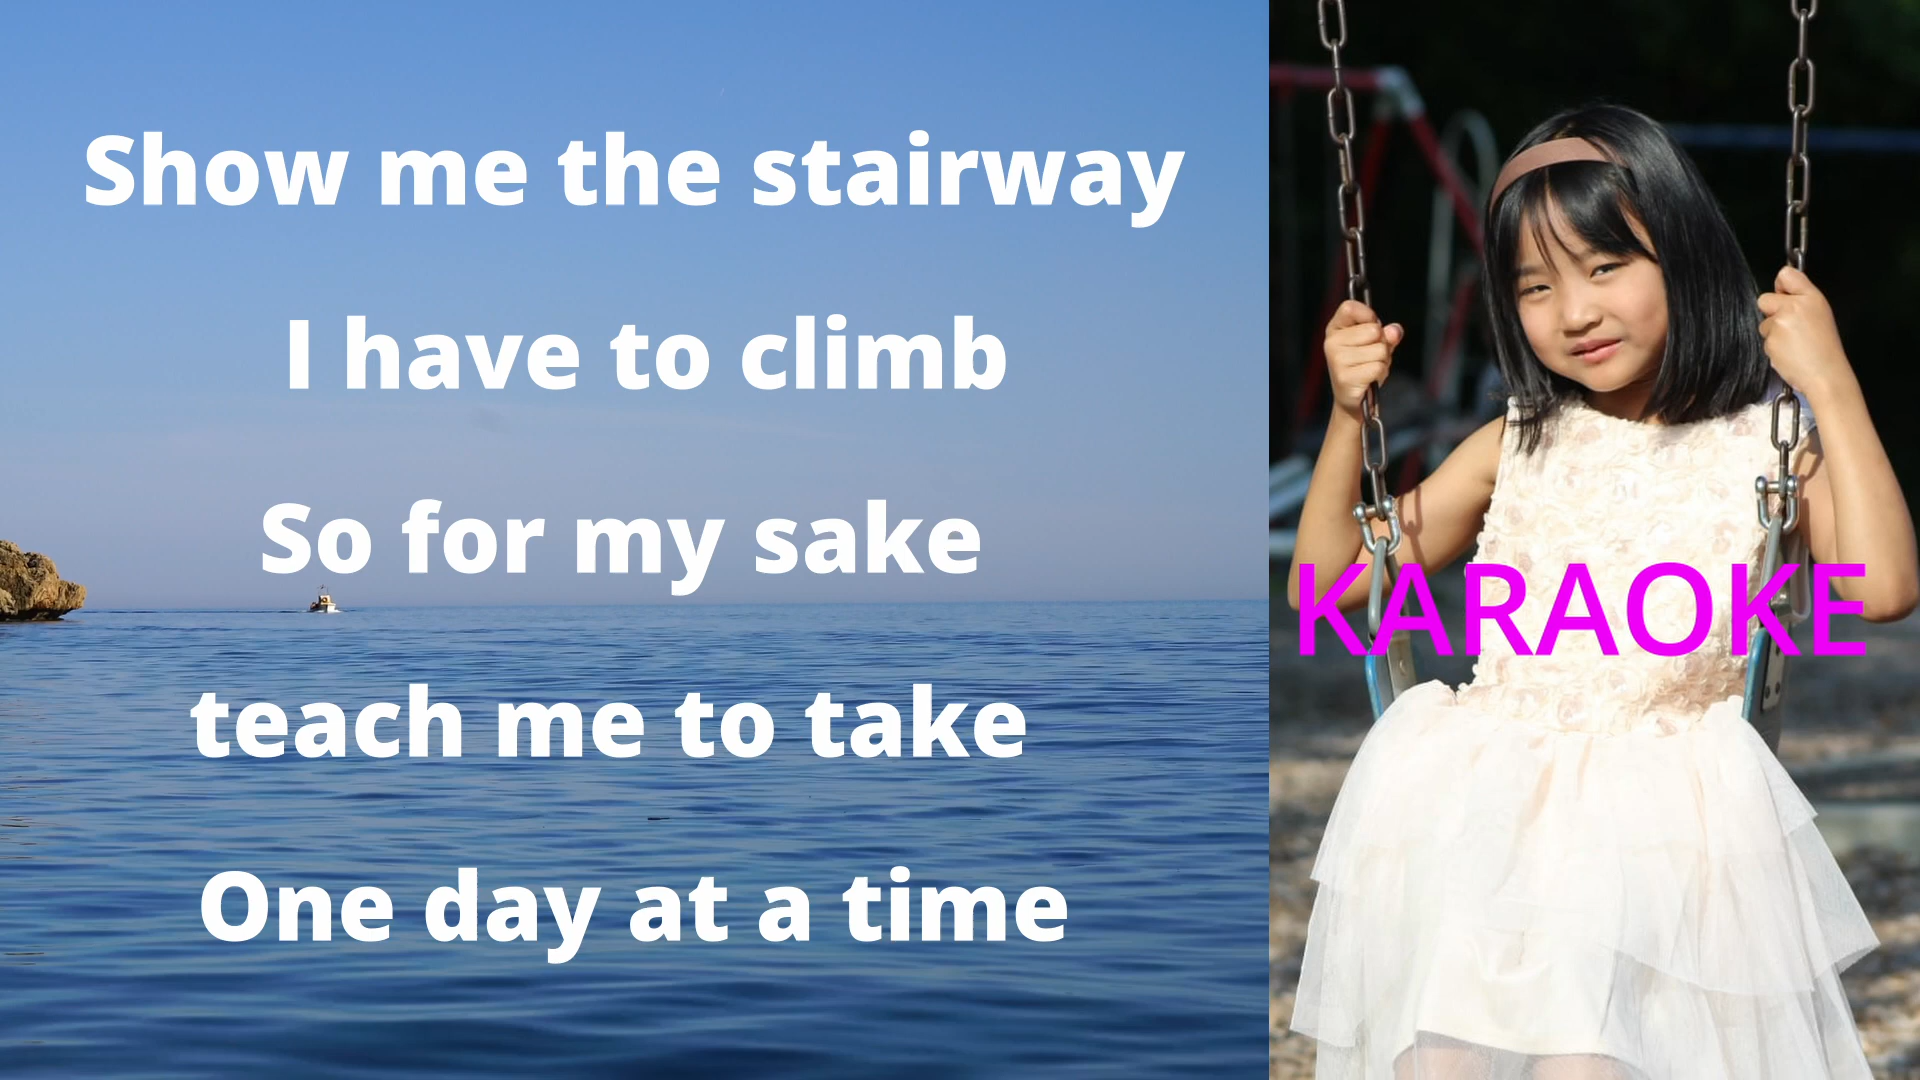 Show me the stairway
I have to climb
So for my sake
teach me to take
One day at a time
KARAOKE